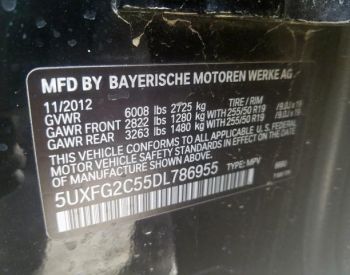 MFD BY BAYERISCHE MOTOREN WERKE AG
11/2012 TIRE / RIM
GVWR 6008 lbs 2725 kg
GAWR FRONT 2822 lbs 1280 kg WITH 255/50 R19
GAWR REAR 3263 lbs 1480 kg WITH 255/50 R19
THIS VEHICLE CONFORMS TO ALL APPLICABLE
U.S. FEDERAL MOTOR VEHICLE SAFETY
STANDARDS IN EFFECT ON THE DATE OF
MANUFACTURE SHOWN ABOVE.
5UXFG2C55DL786955 TYPE: MPV